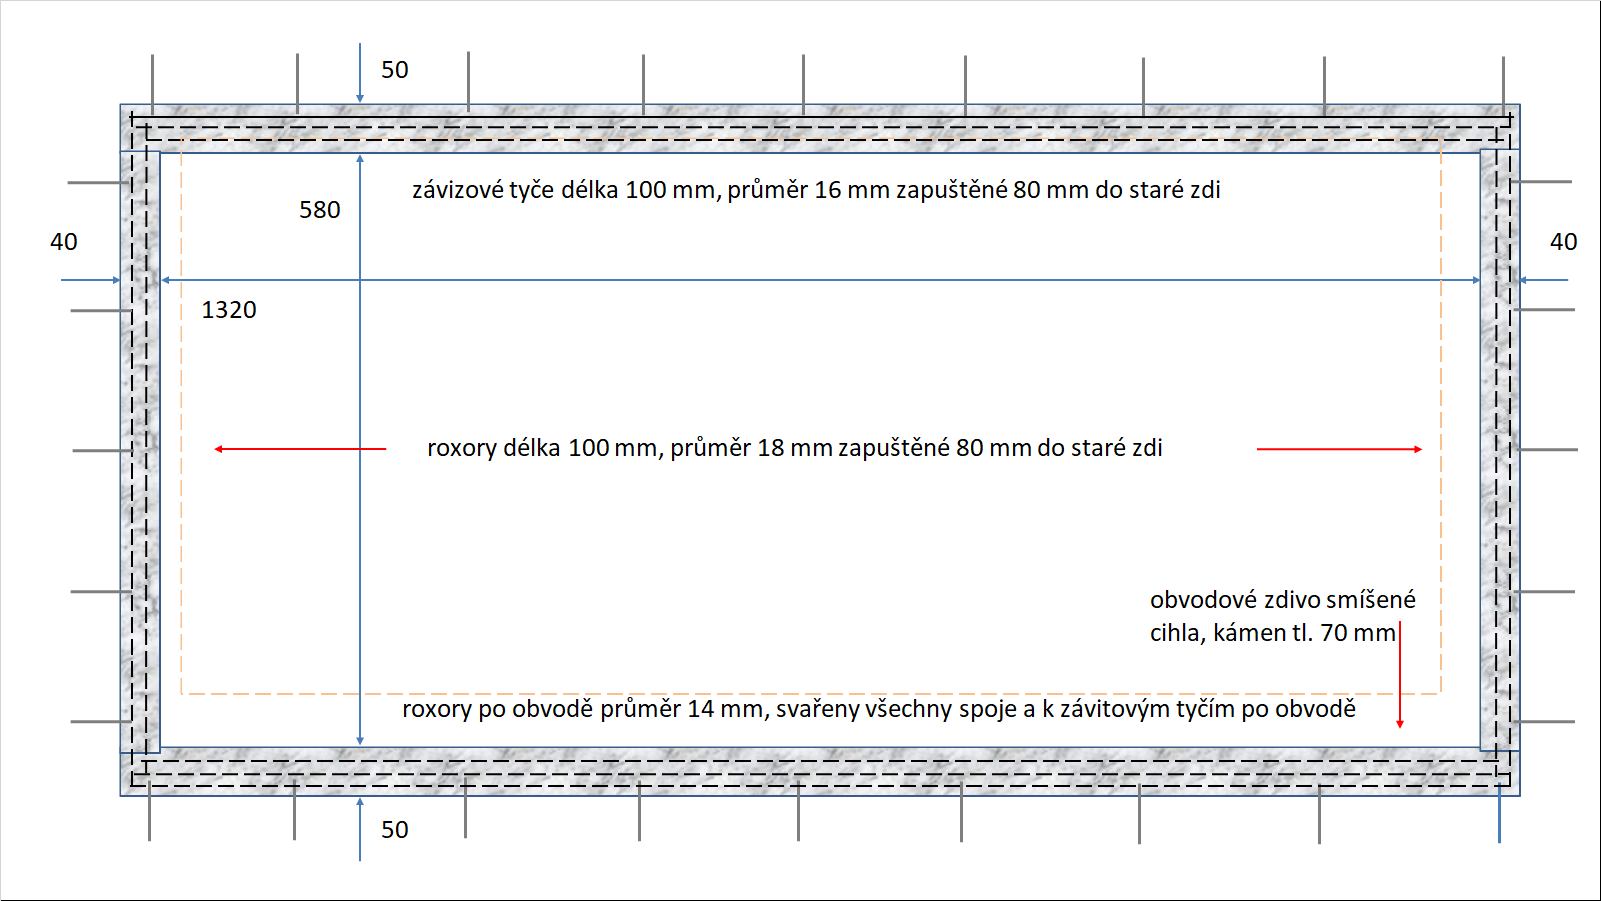 50
závizové tyče délka 100 mm, průměr 16 mm zapuštěné 80 mm do staré zdi
580
40
40
1320
roxory délka 100 mm, průměr 18 mm zapuštěné 80 mm do staré zdi
obvodové zdivo smíšené
cihla, kámen tl. 70 mm
roxory po obvodě průměr 14 mm, svařeny všechny spoje a k závitovým tyčím po obvodě
50